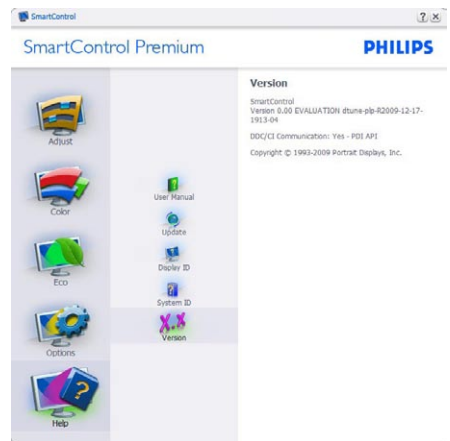 SmartControl
SmartControl Premium
PHILIPS
Adjust
Color
Eco
Options
Help
User Manual
Update
Display ID
System ID
X.X
Version
Version
SmartControl
Version 0.00 EVALUATION dtune-plp-R2009-12-17-
1913-04
DDC/CI Communication: Yes - PDI API
Copyright © 1993-2009 Portrait Displays, Inc.